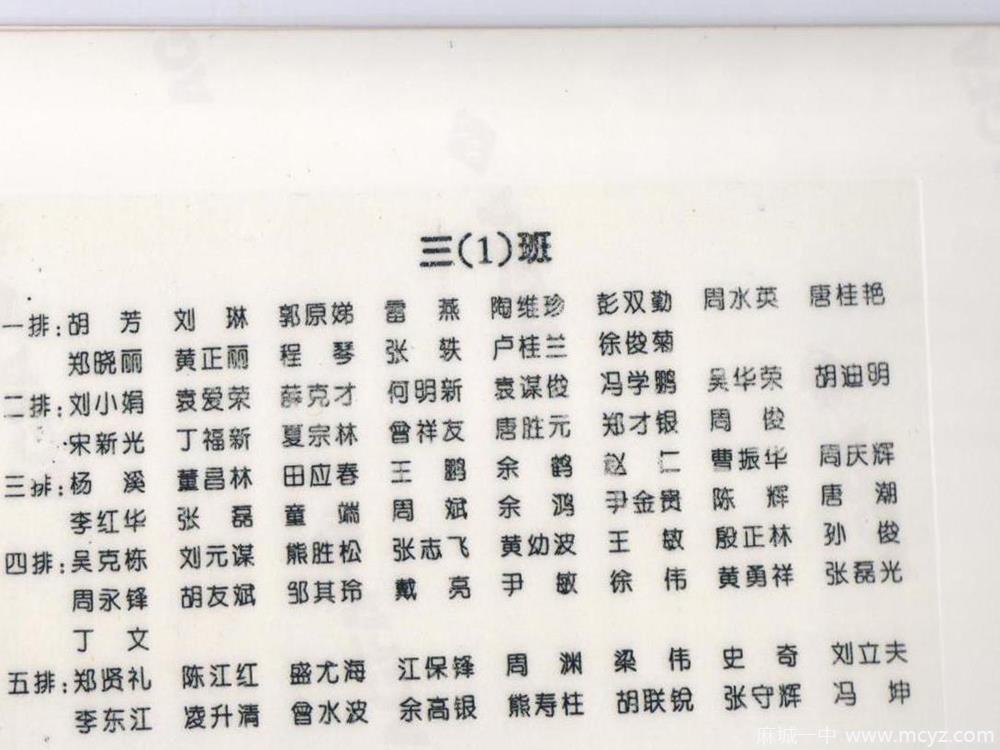 三(1)班
一排:胡 芳 刘 琳 郭原娣 雷 燕 陶维珍 彭双勤 周水英 唐桂艳
郑晓丽 黄正丽 程 琴 张 轶 卢桂兰 徐俊菊
二排:刘小娟 袁爱荣 薛克才 何明新 袁谋俊 冯学鹏 吴华荣 胡迪明
宋新光 丁福新 夏宗林 曾祥友 唐胜元 郑才银 周 俊
三排:杨 溪 董昌林 田应春 王 鹏 余 鹤 赵 仁 曹振华 周庆辉
李红华 张 磊 童 端 周 斌 余 鸿 尹金贵 陈 辉 唐 潮
四排:吴克栋 刘元谋 熊胜松 张志飞 黄幼波 王 敏 殷正林 孙 俊
周永锋 胡友斌 邹其玲 戴 亮 尹 敏 徐 伟 黄勇祥 张磊光
丁 文
五排:郑贤礼 陈江红 盛尤海 江保锋 周 渊 梁 伟 史 奇 刘立夫
李东江 凌升清 曾水波 余高银 熊寿柱 胡联锐 张守辉 冯 坤
麻城一中 www.mcyz.com